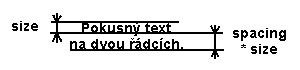 size
Pokusný text
na dvou řádcích.
spacing
* size